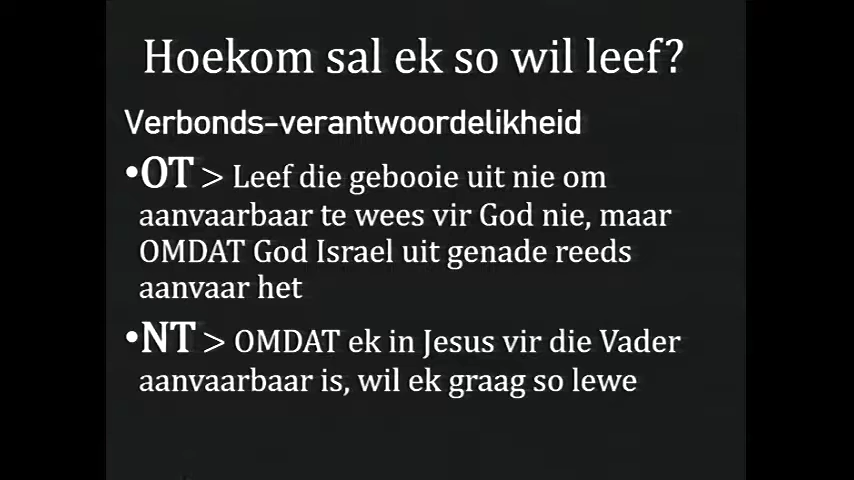 Hoekom sal ek so wil leef?
Verbonds-verantwoordelikheid
•OT > Leef die gebooie uit nie om
aanvaarbaar te wees vir God nie, maar
OMDAT God Israel uit genade reeds
aanvaar het
•NT > OMDAT ek in Jesus vir die Vader
aanvaarbaar is, wil ek graag so lewe